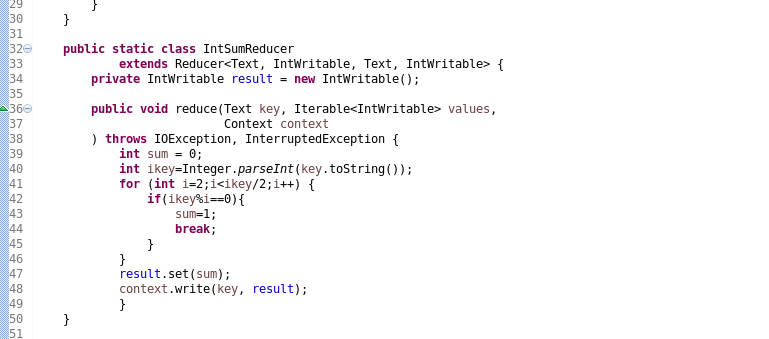 29         }
30     }
31
32     public static class IntSumReducer
33             extends Reducer<Text, IntWritable, Text, IntWritable> {
34         private IntWritable result = new IntWritable();
35
36         public void reduce(Text key, Iterable<IntWritable> values,
37                            Context context
38         ) throws IOException, InterruptedException {
39             int sum = 0;
40             int ikey=Integer.parseInt(key.toString());
41             for (int i=2;i<ikey/2;i++) {
42                 if(ikey%i==0){
43                     sum=1;
44                     break;
45                 }
46             }
47             result.set(sum);
48             context.write(key, result);
49             }
50     }
51